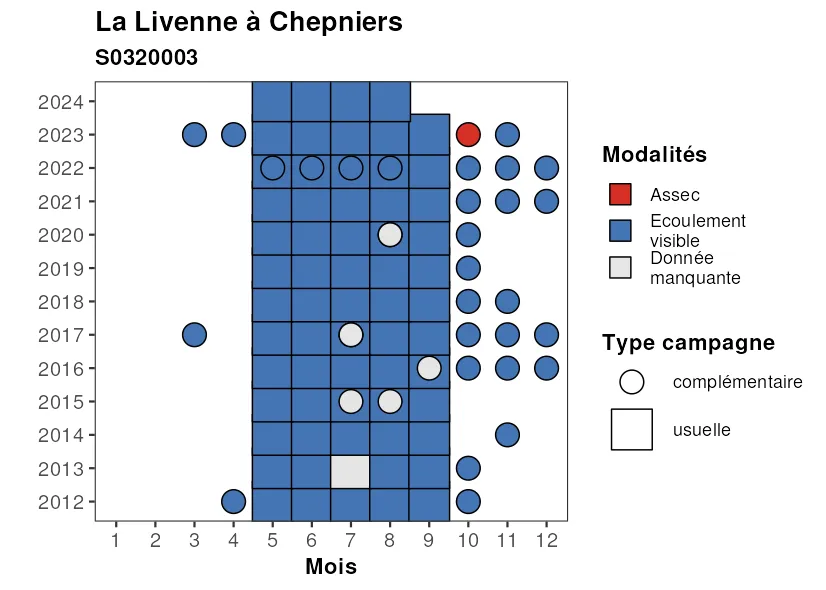 La Livenne à Chepniers
S0320003
2024
2023
2022
2021
2020
2019
2018
2017
2016
2015
2014
2013
2012
1 2 3 4 5 6 7 8 9 10 11 12
Mois
Modalités
Assec
Ecoulement
visible
Donnée
manquante
Type campagne
complémentaire
usuelle